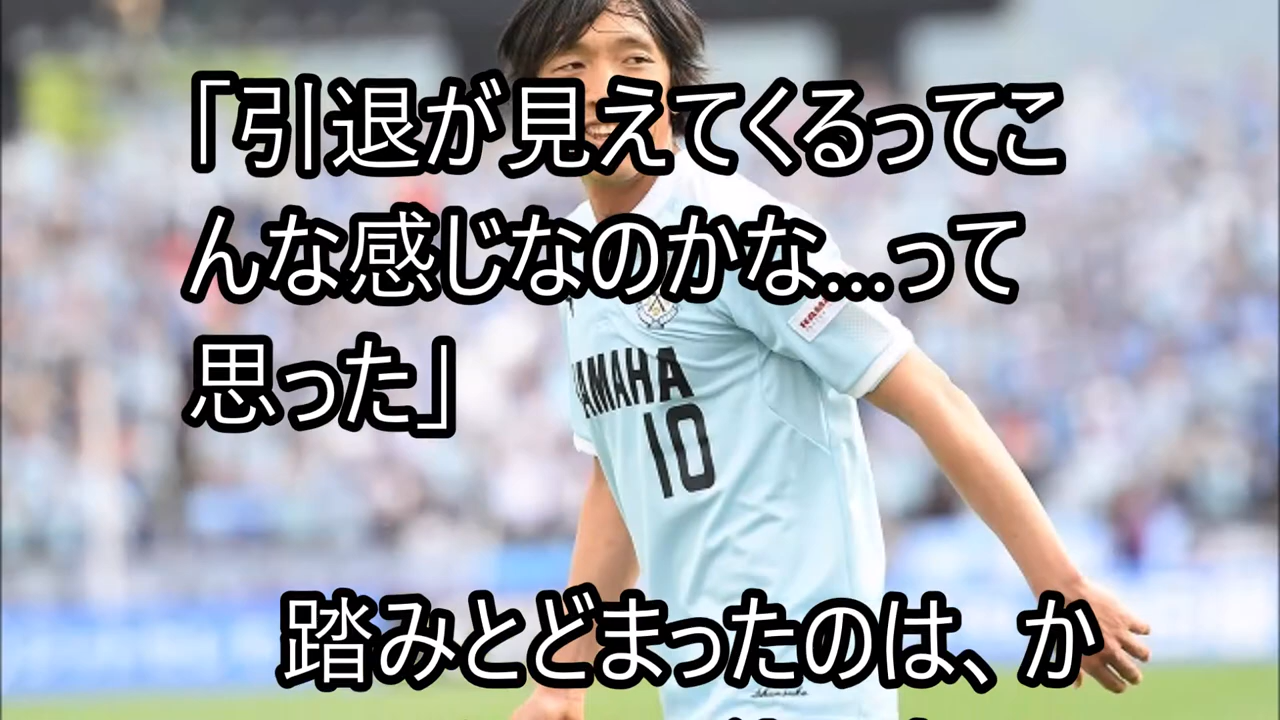 「引退が見えてくるってこ
んな感じなのかな...って
思った」
YAMAHA
10
踏みとどまったのは、か